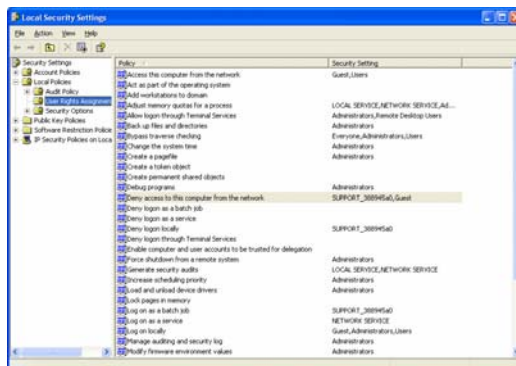 Local Security Settings
File Action View Help
Security Settings
Account Policies
Local Policies
Audit Policy
User Rights Assignmen
Security Options
Public Key Policies
Software Restriction Policie
IP Security Policies on Loca
Policy Security Setting
Access this computer from the network Guest,Users
Act as part of the operating system
Add workstations to domain
Adjust memory quotas for a process LOCAL SERVICE,NETWORK SERVICE,Ad...
Allow logon through Terminal Services Administrators,Remote Desktop Users
Back up files and directories Administrators
Bypass traverse checking Everyone,Administrators,Users
Change the system time Administrators
Create a pagefile Administrators
Create a token object
Create permanent shared objects
Debug programs Administrators
Deny access to this computer from the network SUPPORT_388945a0,Guest
Deny logon as a batch job
Deny logon as a service
Deny logon locally SUPPORT_388945a0
Deny logon through Terminal Services
Enable computer and user accounts to be trusted for delegation
Force shutdown from a remote system Administrators
Generate security audits LOCAL SERVICE,NETWORK SERVICE
Increase scheduling priority Administrators
Load and unload device drivers Administrators
Lock pages in memory
Log on as a batch job SUPPORT_388945a0
Log on as a service NETWORK SERVICE
Log on locally Guest,Administrators,Users
Manage auditing and security log Administrators
Modify firmware environment values Administrators